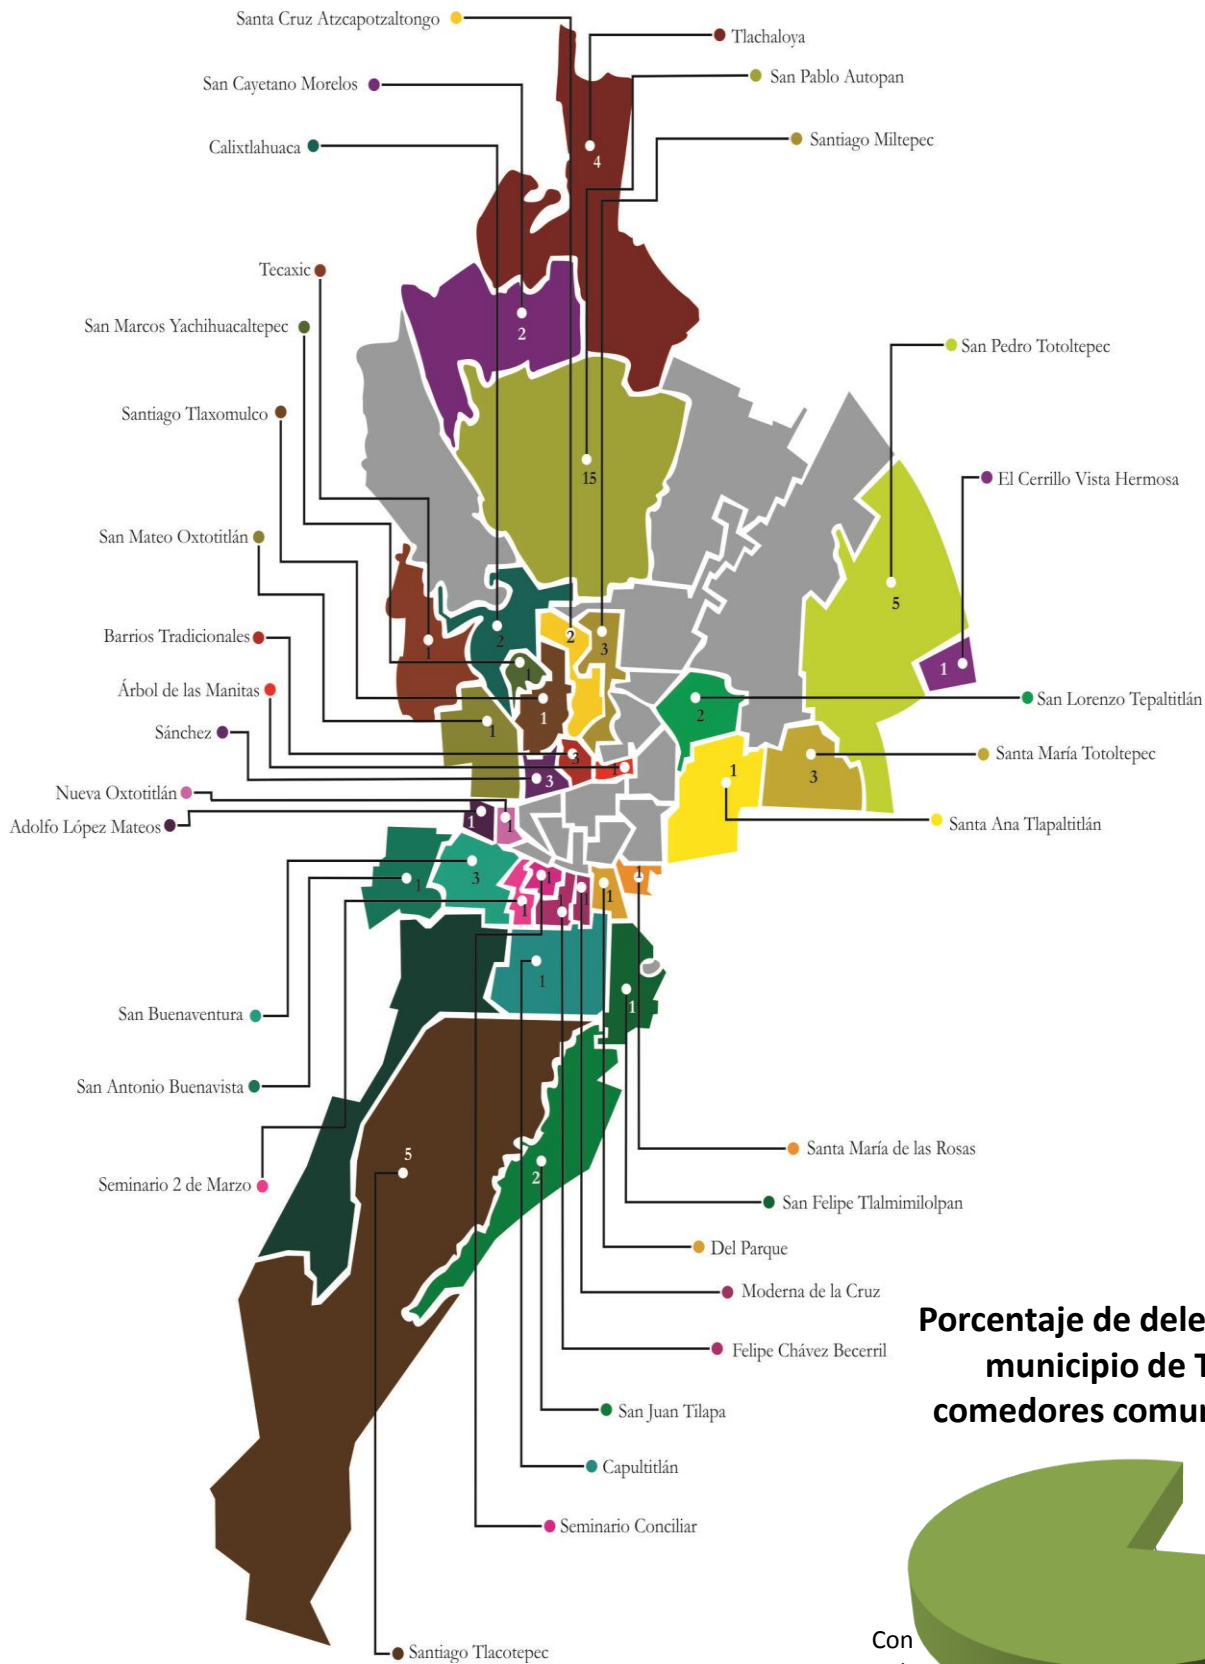 Santa Cruz Atzcapotzaltongo
Tlachaloya
San Pablo Autopan
San Cayetano Morelos
Santiago Miltepec
Calixtlahuaca
4
Tecaxic
San Marcos Yachihuacaltepec
2
San Pedro Totoltepec
Santiago Tlaxomulco
15
El Cerrillo Vista Hermosa
San Mateo Oxtotitlán
5
Barrios Tradicionales
1
2
2
3
1
1
Árbol de las Manitas
San Lorenzo Tepaltitlán
1
1
2
Sánchez
Santa María Totoltepec
3
1
3
1
3
Nueva Oxtotitlán
Adolfo López Mateos
1
1
Santa Ana Tlapaltitlán
3
1
1
1
1
1
1
1
1
1
1
San Buenaventura
San Antonio Buenavista
Santa María de las Rosas
5
2
Seminario 2 de Marzo
San Felipe Tlalmimilolpan
Del Parque
Moderna de la Cruz
Felipe Chávez Becerril
San Juan Tilapa
Capultitlán
Seminario Conciliar
Santiago Tlacotepec
Porcentaje de dele
municipio de T
comedores comu
Con